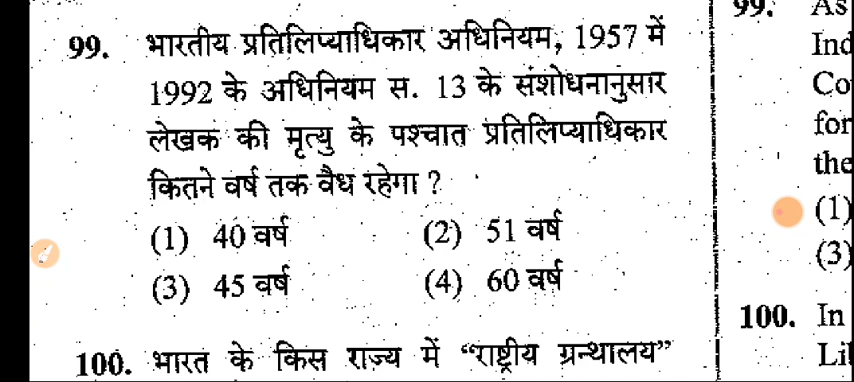 99. भारतीय प्रतिलिप्याधिकार अधिनियम, 1957 में
1992 के अधिनियम स. 13 के संशोधनानुसार
लेखक की मृत्यु के पश्चात प्रतिलिप्याधिकार
कितने वर्ष तक वैध रहेगा ?
(1) 40 वर्ष (2) 51 वर्ष
(3) 45 वर्ष (4) 60 वर्ष
100. भारत के किस राज्य में “राष्ट्रीय ग्रन्थालय”
99. As
Ind
Co
for
the
(1)
(3)
100. In
Lib